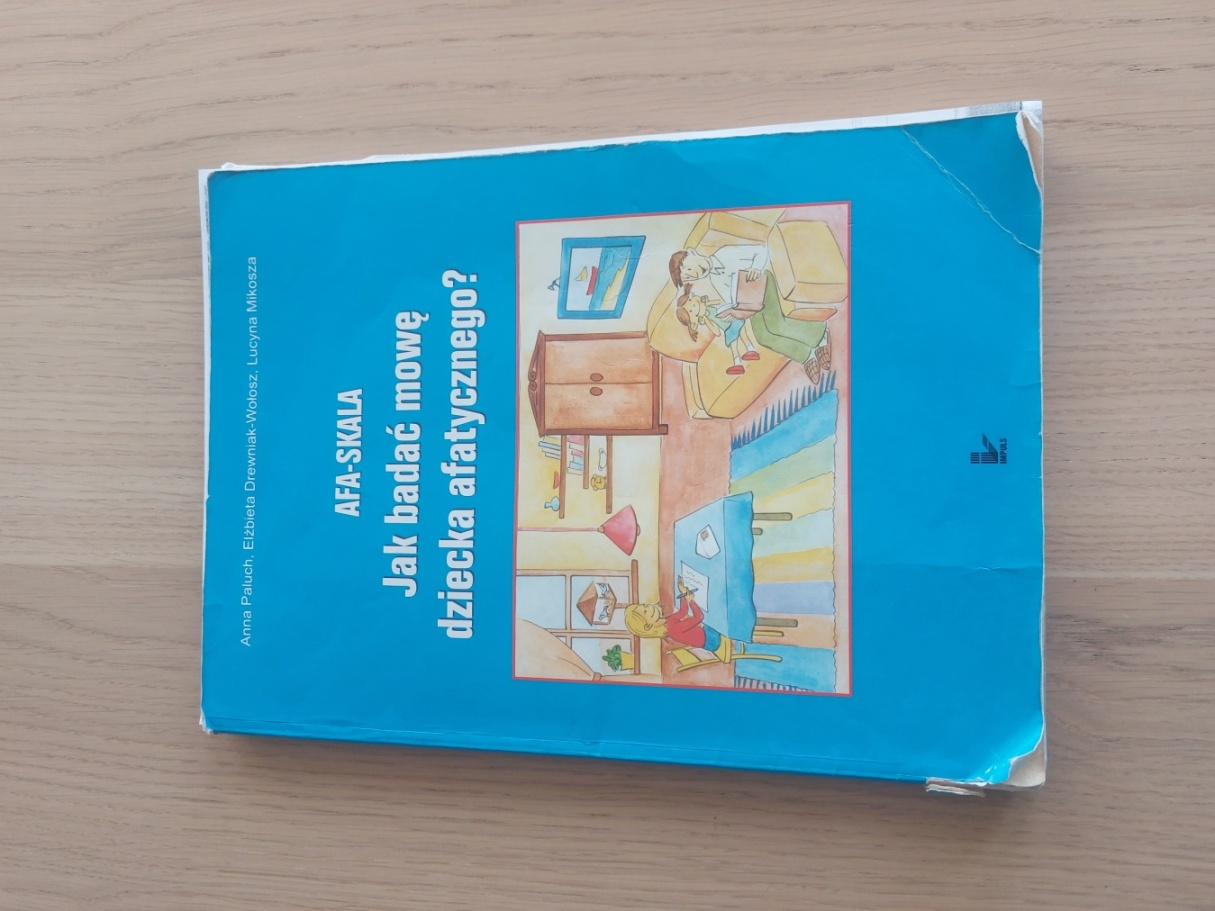 Anna Paluch, Elżbieta Drewniak-Wołosz, Lucyna Mikosza
AFA-SKALA
Jak badać mowę
dziecka afatycznego?
IMPULS